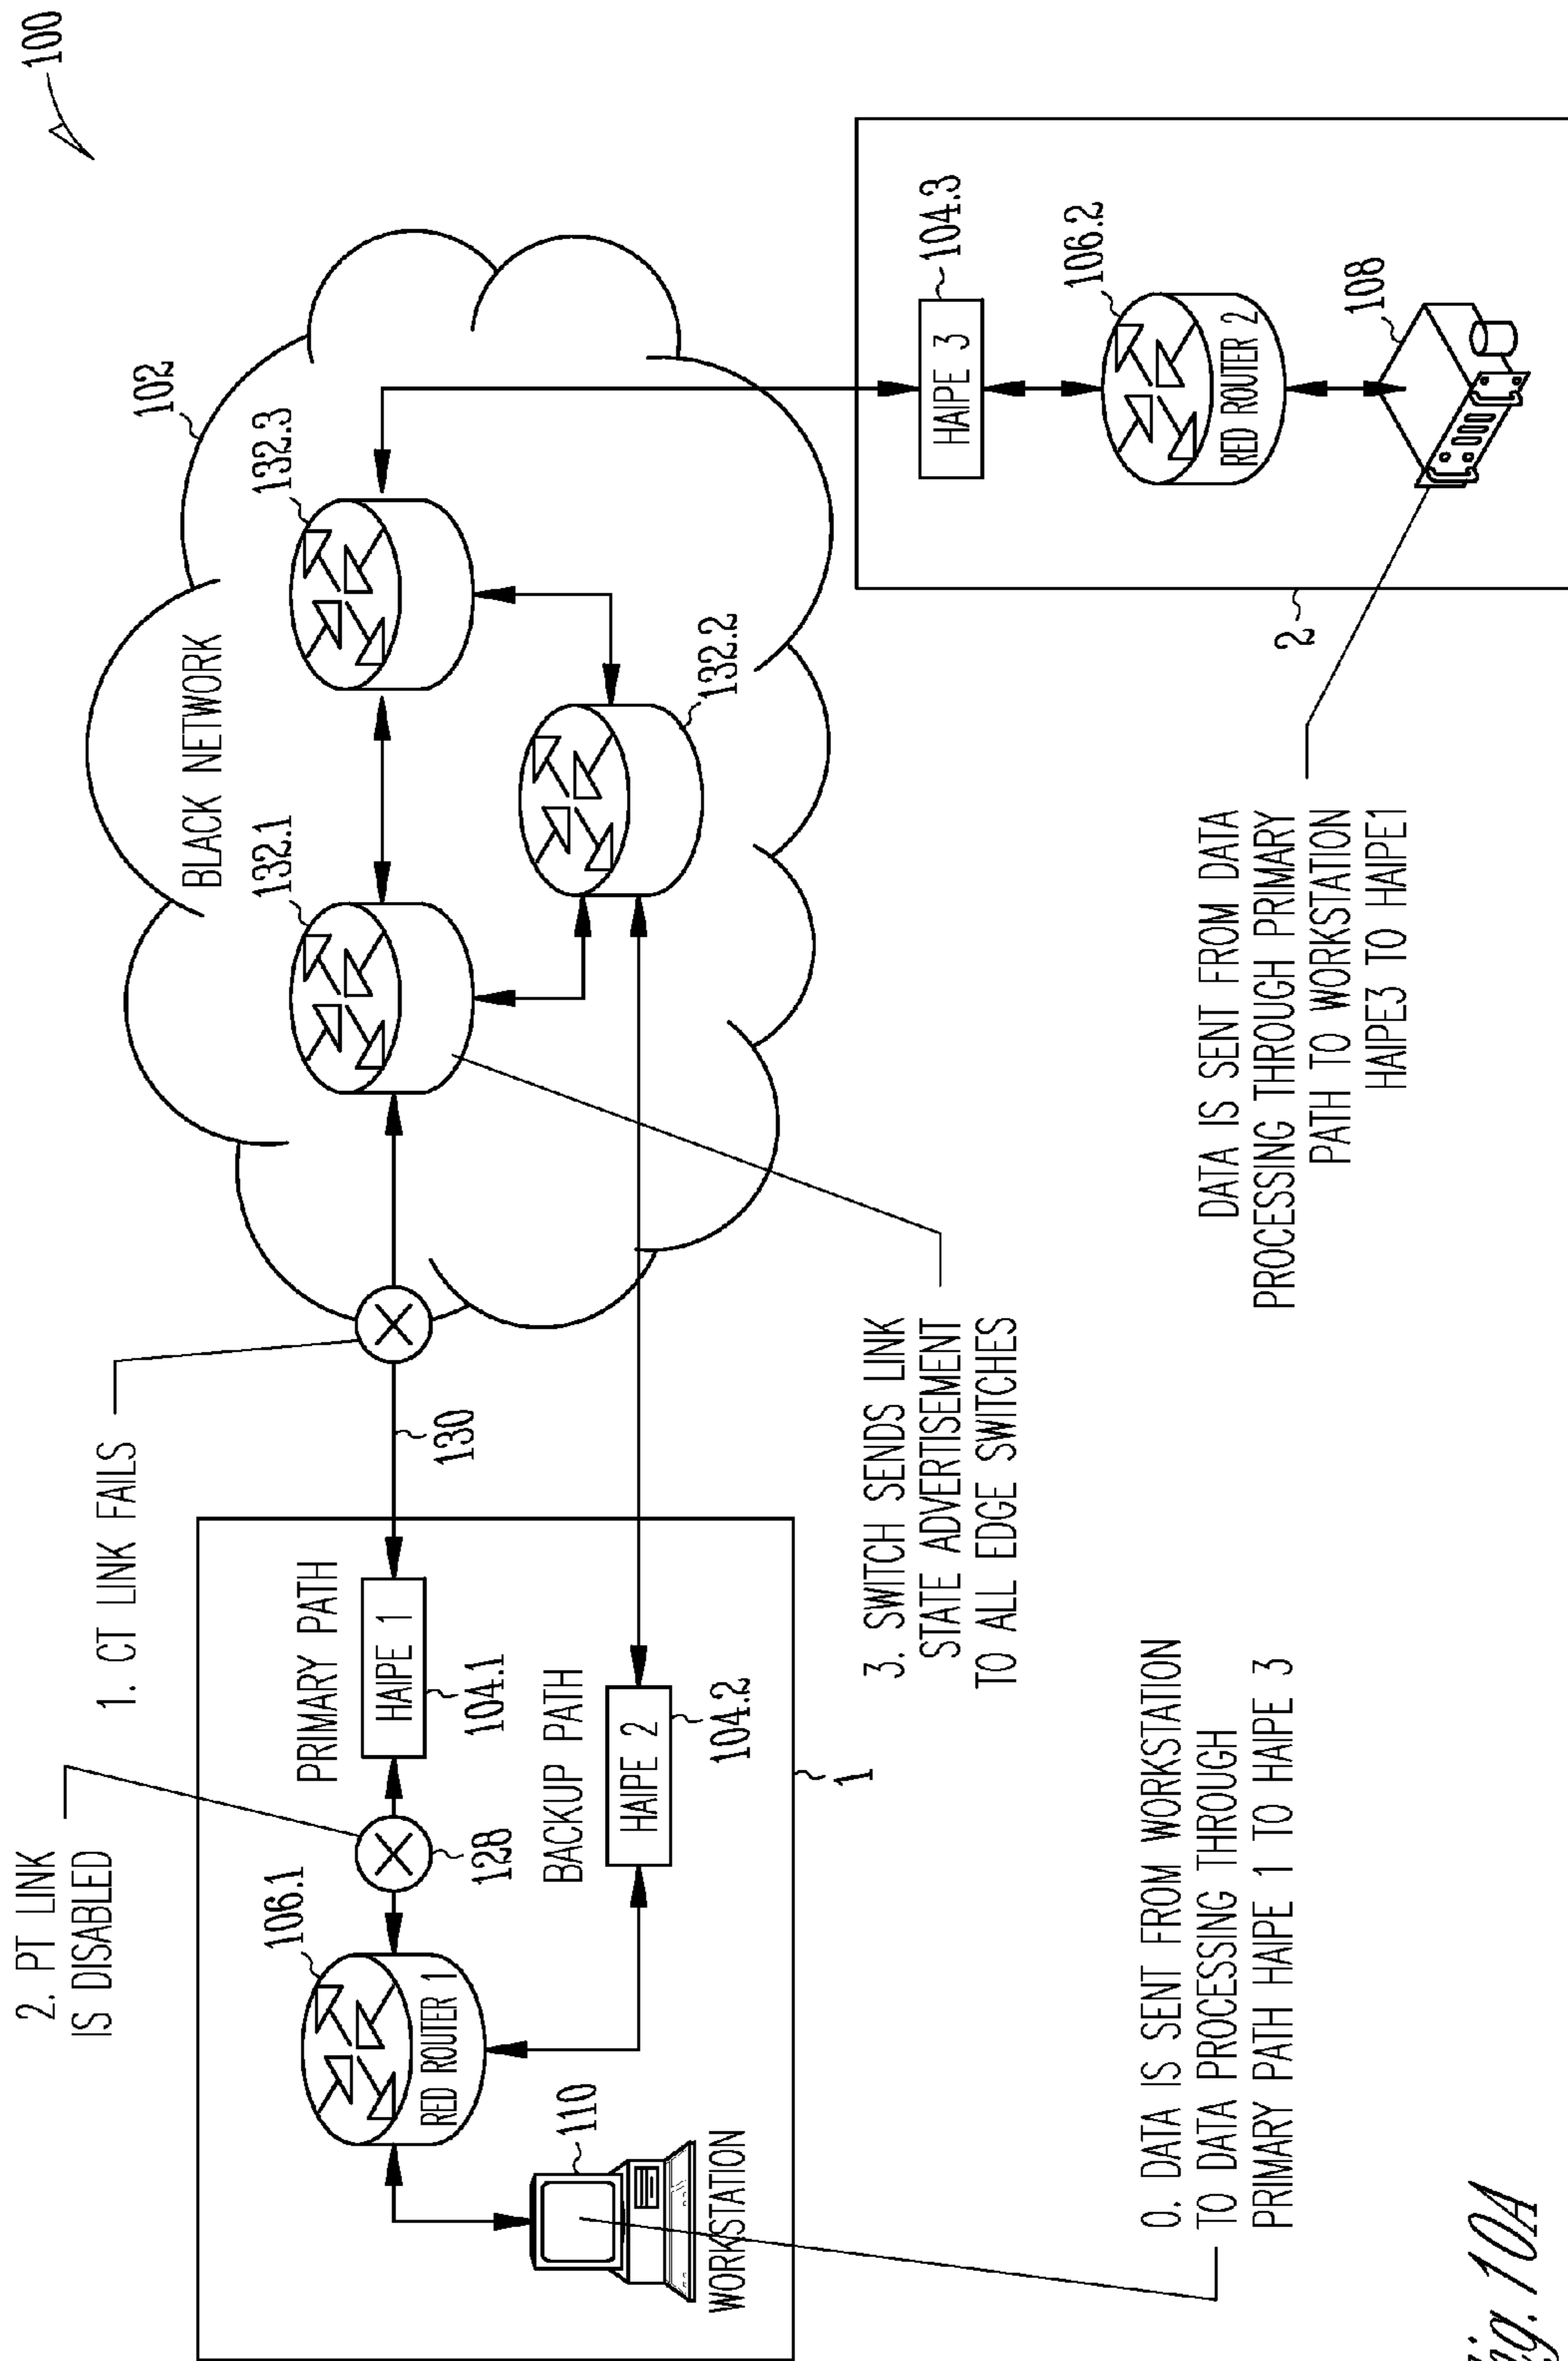 100
102
BLACK NETWORK
132.1
132.3
132.2
1. CT LINK FAILS
2. PT LINK
IS DISABLED
106.1
RED ROUTER 1
128
PRIMARY PATH
HAIPE 1
104.1
130
BACKUP PATH
HAIPE 2
104.2
110
WORKSTATION
1
3. SWITCH SENDS LINK
STATE ADVERTISEMENT
TO ALL EDGE SWITCHES
HAIPE 3
104.3
106.2
RED ROUTER 2
108
2
0. DATA IS SENT FROM WORKSTATION
TO DATA PROCESSING THROUGH
PRIMARY PATH HAIPE 1 TO HAIPE 3
DATA IS SENT FROM DATA
PROCESSING THROUGH PRIMARY
PATH TO WORKSTATION
HAIPE3 TO HAIPE1
Fig. 10A